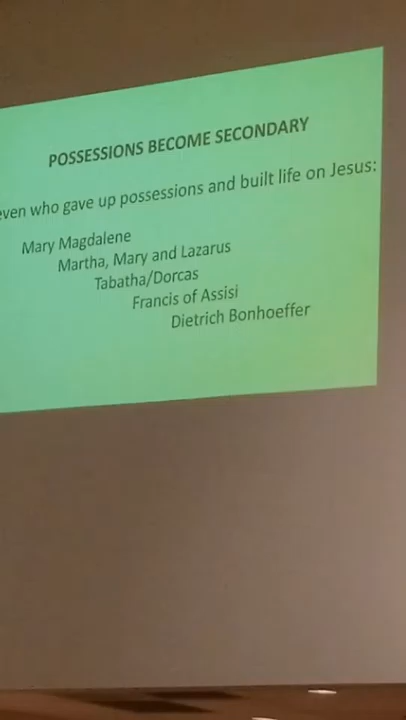 POSSESSIONS BECOME SECONDARY
who gave up possessions and built life on Jesus:
Mary Magdalene
Martha, Mary and Lazarus
Tabatha/Dorcas
Francis of Assisi
Dietrich Bonhoeffer